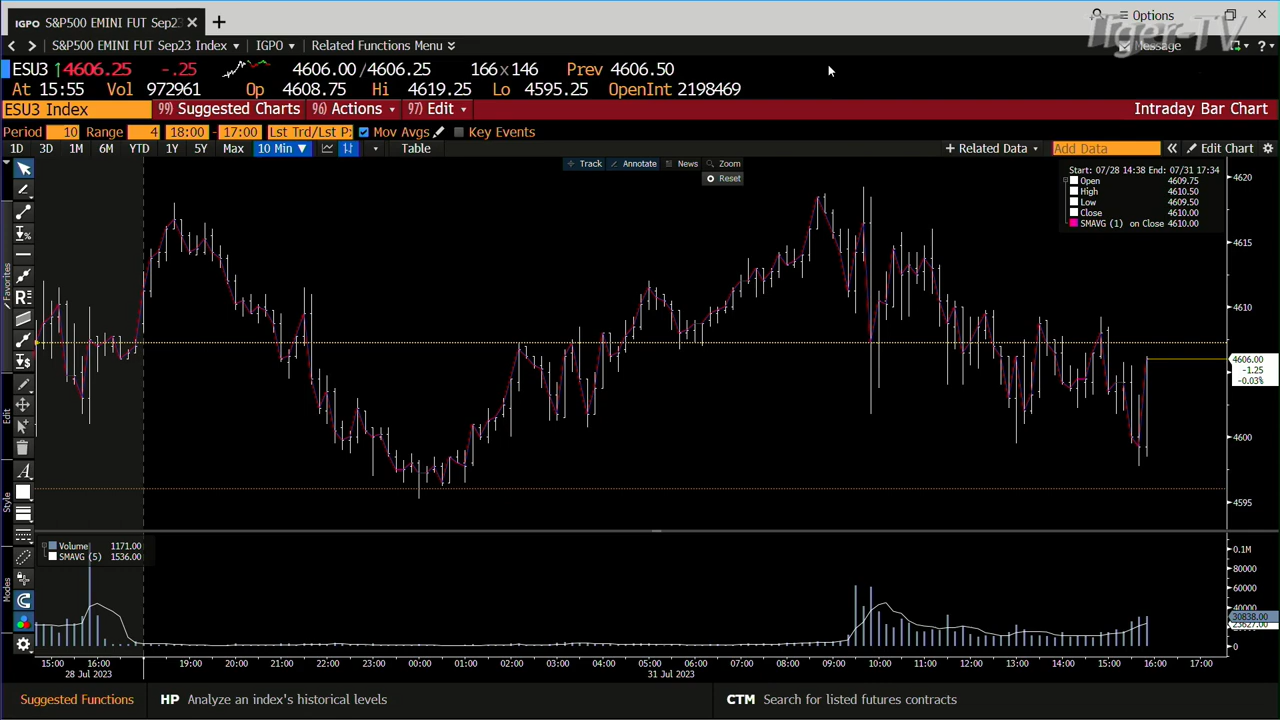 IGPO S&P500 EMINI FUT Sep23
Options
Tiger-TV
S&P500 EMINI FUT Sep23 Index IGPO Related Functions Menu
Message
ESU3 ↑4606.25 -.25 4606.00/4606.25 166x146 Prev 4606.50
At 15:55 Vol 972961 Op 4608.75 Hi 4619.25 Lo 4595.25 OpenInt 2198469
ESU3 Index 99) Suggested Charts 96) Actions 97) Edit Intraday Bar Chart
Period 10 Range 4 18:00 - 17:00 Lst Trd/Lst P Mov Avgs Key Events
1D 3D 1M 6M YTD 1Y 5Y Max 10 Min ▼ Table + Related Data Add Data « Edit Chart
Track Annotate News Zoom
Reset
Start: 07/28 14:38 End: 07/31 17:34
Open 4609.75
High 4610.50
Low 4609.50
Close 4610.00
SMAVG (1) on Close 4610.00
Favorites
Edit
Style
Modes
4620
4615
4610
4606.00
-1.25
-0.03%
4600
4595
Volume 1171.00
SMAVG (5) 1536.00
0.1M
80000
60000
40000
30838.00
23627.00
0
15:00 16:00 19:00 20:00 21:00 22:00 23:00 00:00 01:00 02:00 03:00 04:00 05:00 06:00 07:00 08:00 09:00 10:00 11:00 12:00 13:00 14:00 15:00 16:00 17:00
28 Jul 2023 31 Jul 2023
Suggested Functions HP Analyze an index's historical levels CTM Search for listed futures contracts